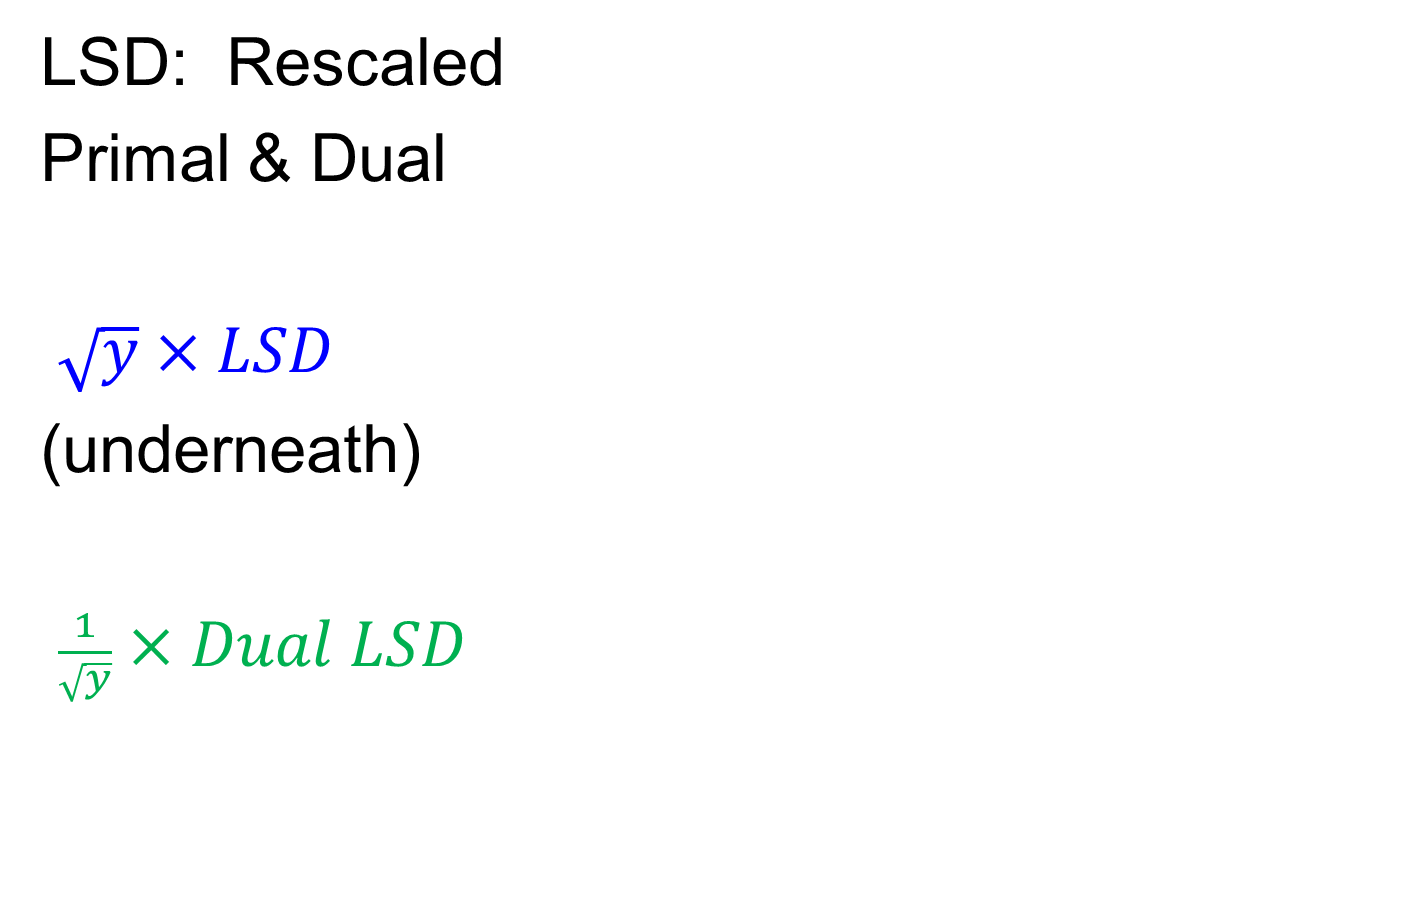 LSD:  Rescaled
Primal & Dual
√y × LSD
(underneath)
1/√y × Dual LSD